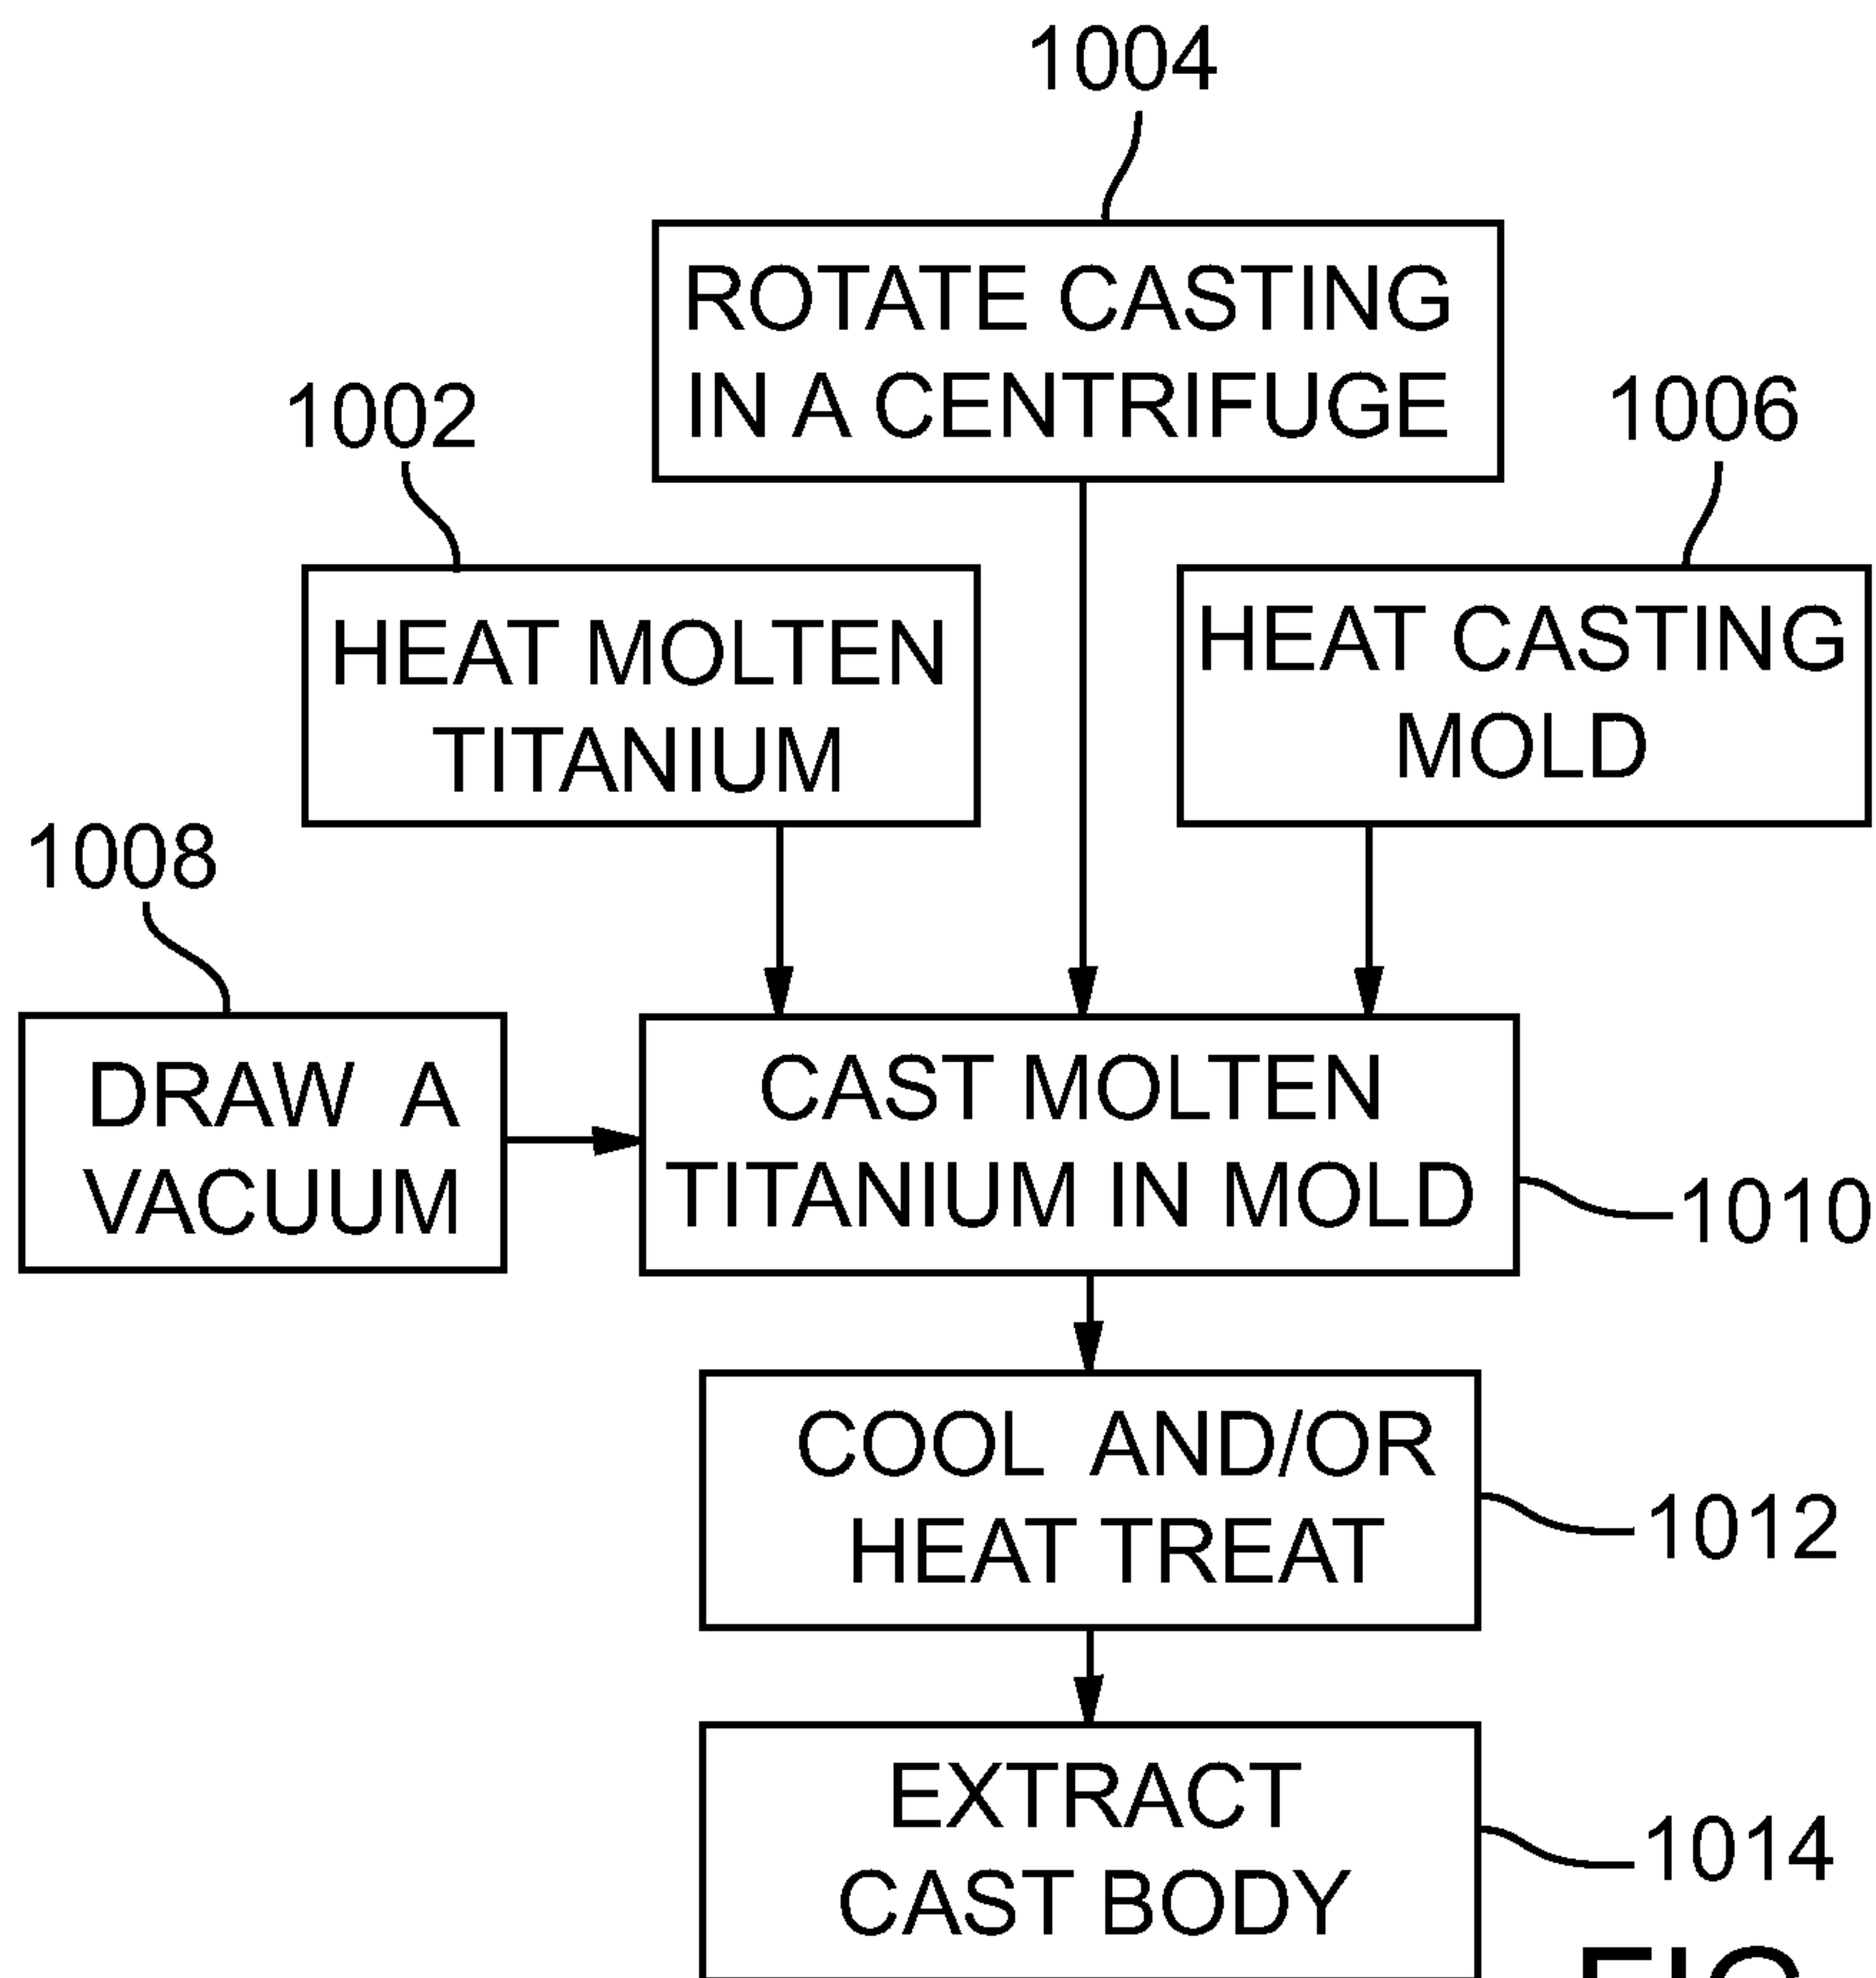 1004
ROTATE CASTING
IN A CENTRIFUGE
1002
1006
HEAT MOLTEN
TITANIUM
HEAT CASTING
MOLD
1008
DRAW A
VACUUM
CAST MOLTEN
TITANIUM IN MOLD
1010
COOL AND/OR
HEAT TREAT
1012
EXTRACT
CAST BODY
1014